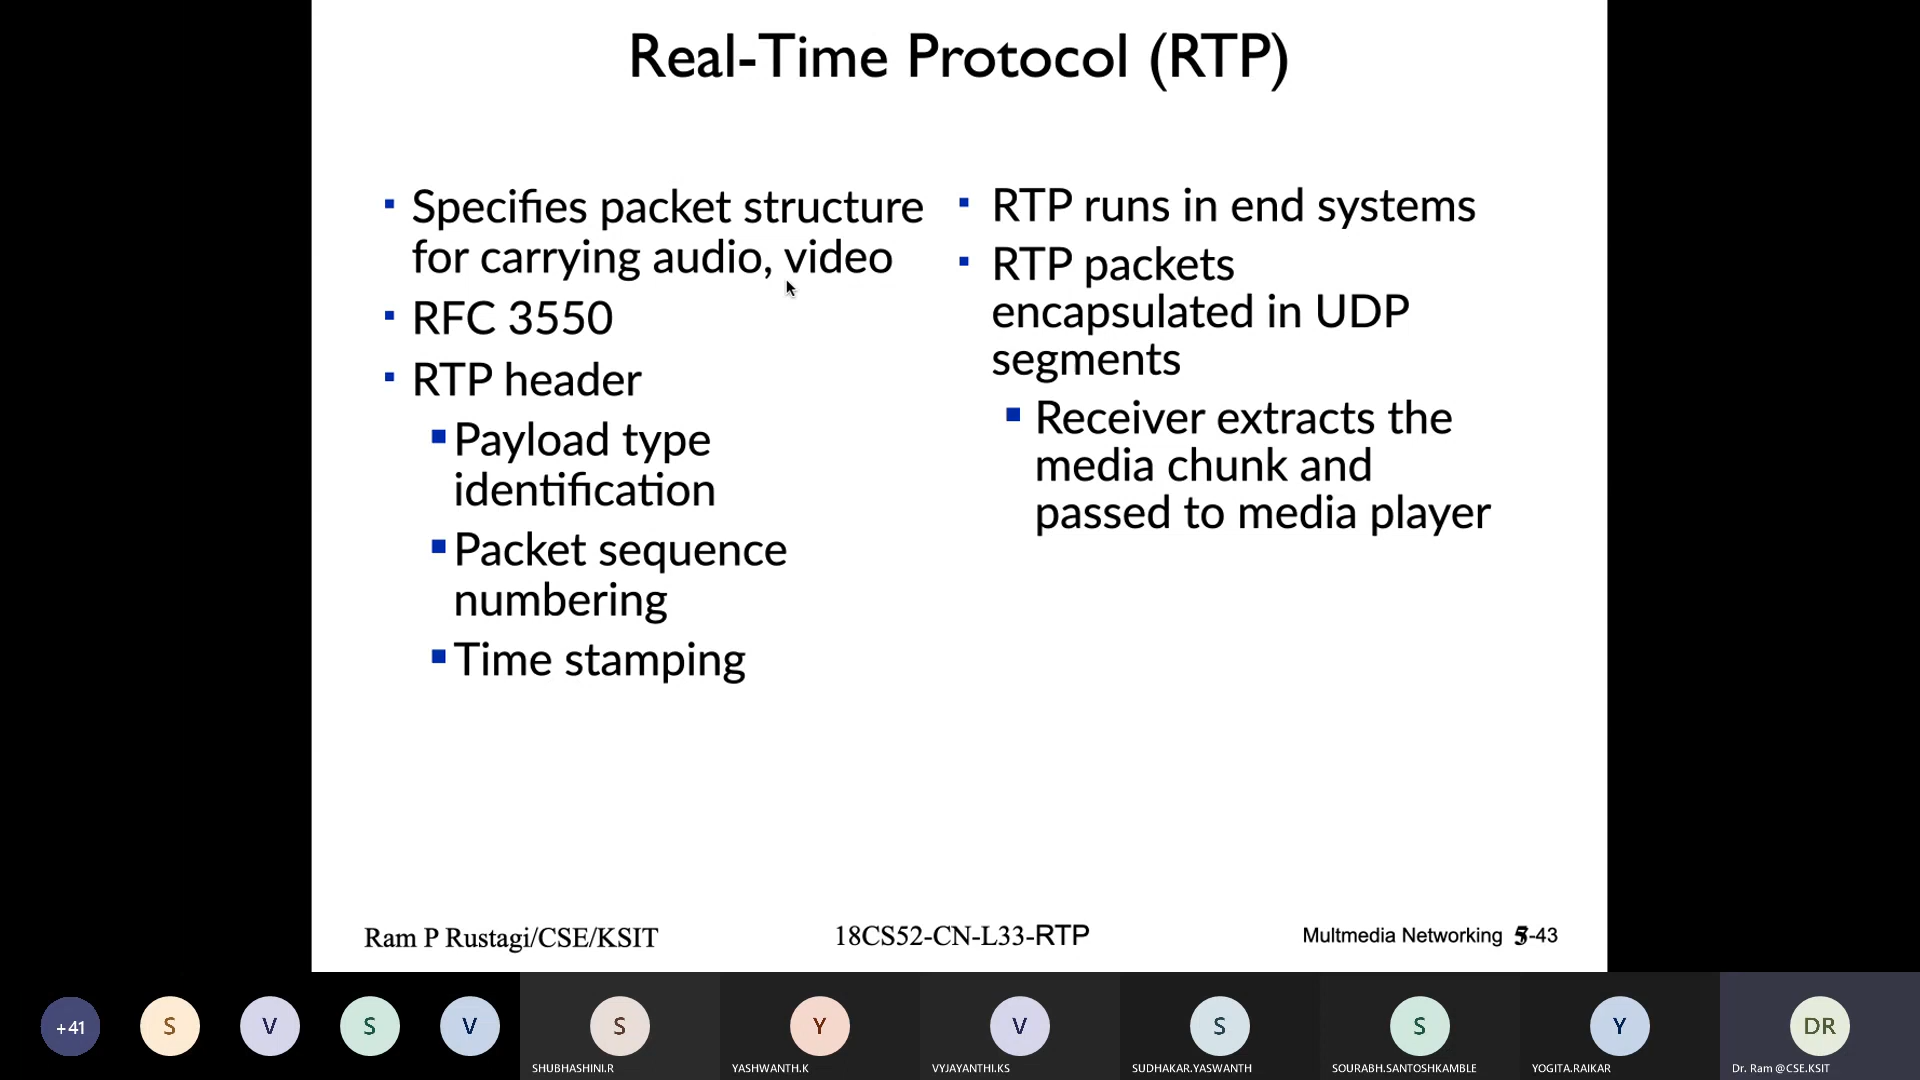 Real-Time Protocol (RTP)
Specifies packet structure
for carrying audio, video
RFC 3550
RTP header
Payload type
identification
Packet sequence
numbering
Time stamping
RTP runs in end systems
RTP packets
encapsulated in UDP
segments
Receiver extracts the
media chunk and
passed to media player
Ram P Rustagi/CSE/KSIT
18CS52-CN-L33-RTP
Multmedia Networking -43
+41
S
V
S
V
S
SHUBHASHINI.R
Y
YASHWANTH.K
V
VYJAYANTHI.KS
S
SUDHAKAR.YASWANTH
S
SOURABH.SANTOSHKAMBLE
Y
YOGITA.RAIKAR
DR
Dr. Ram @CSE.KSIT